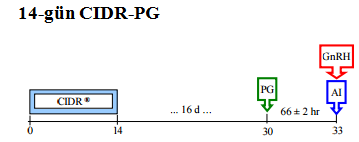 14-gün CIDR-PG
GnRH
CIDR ®
PG
AI
... 16 d ...
66 ± 2 hr
0
14
30
33